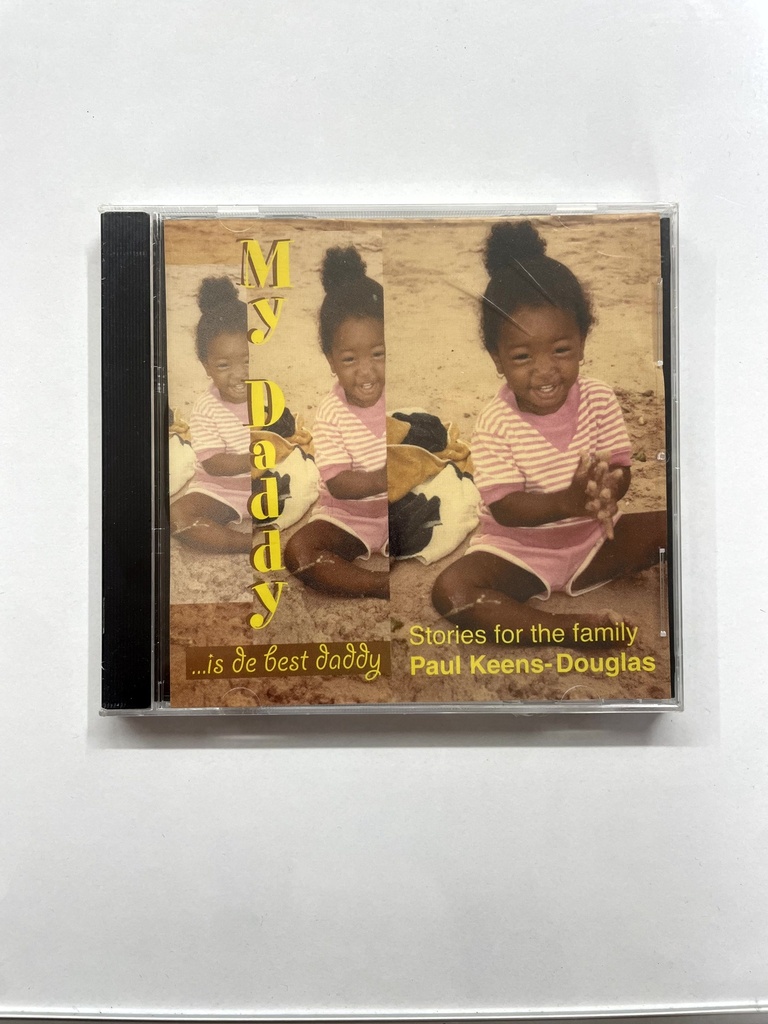 My Daddy
...is de best daddy
Stories for the family
Paul Keens-Douglas